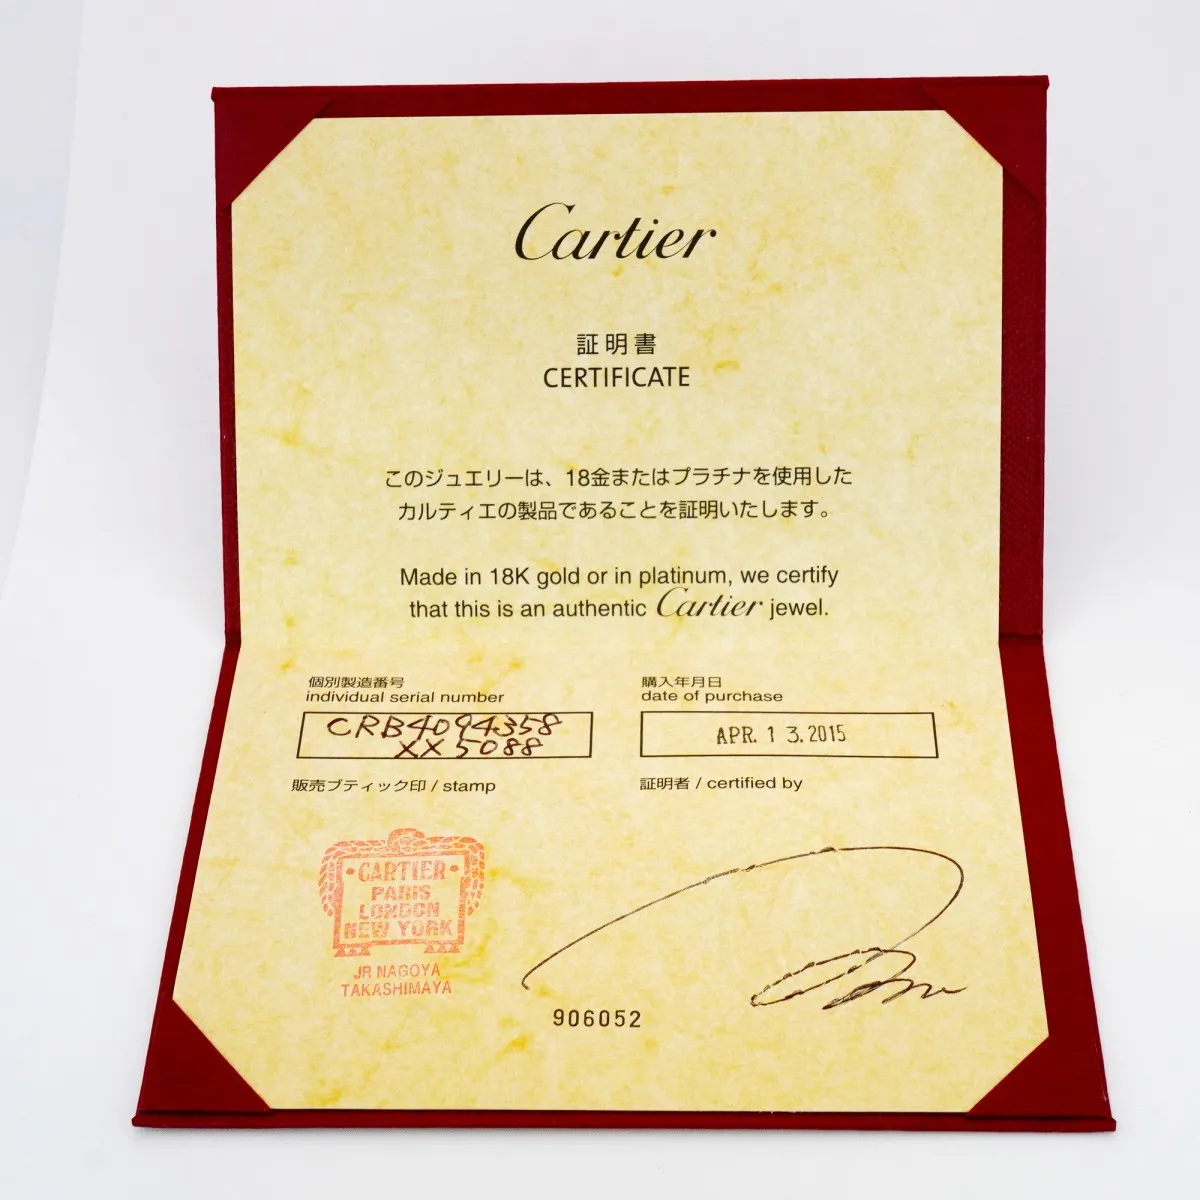 Cartier
証明書
CERTIFICATE
このジュエリーは、18金またはプラチナを使用した
カルティエの製品であることを証明いたします。
Made in 18K gold or in platinum, we certify
that this is an authentic Cartier jewel.
個別製造番号
individual serial number
CRB4094358
XX5088
購入年月日
date of purchase
APR. 13.2015
販売ブティック印 / stamp
証明者 / certified by
CARTIER
PARIS
LONDON
NEW YORK
JR NAGOYA
TAKASHIMAYA
906052